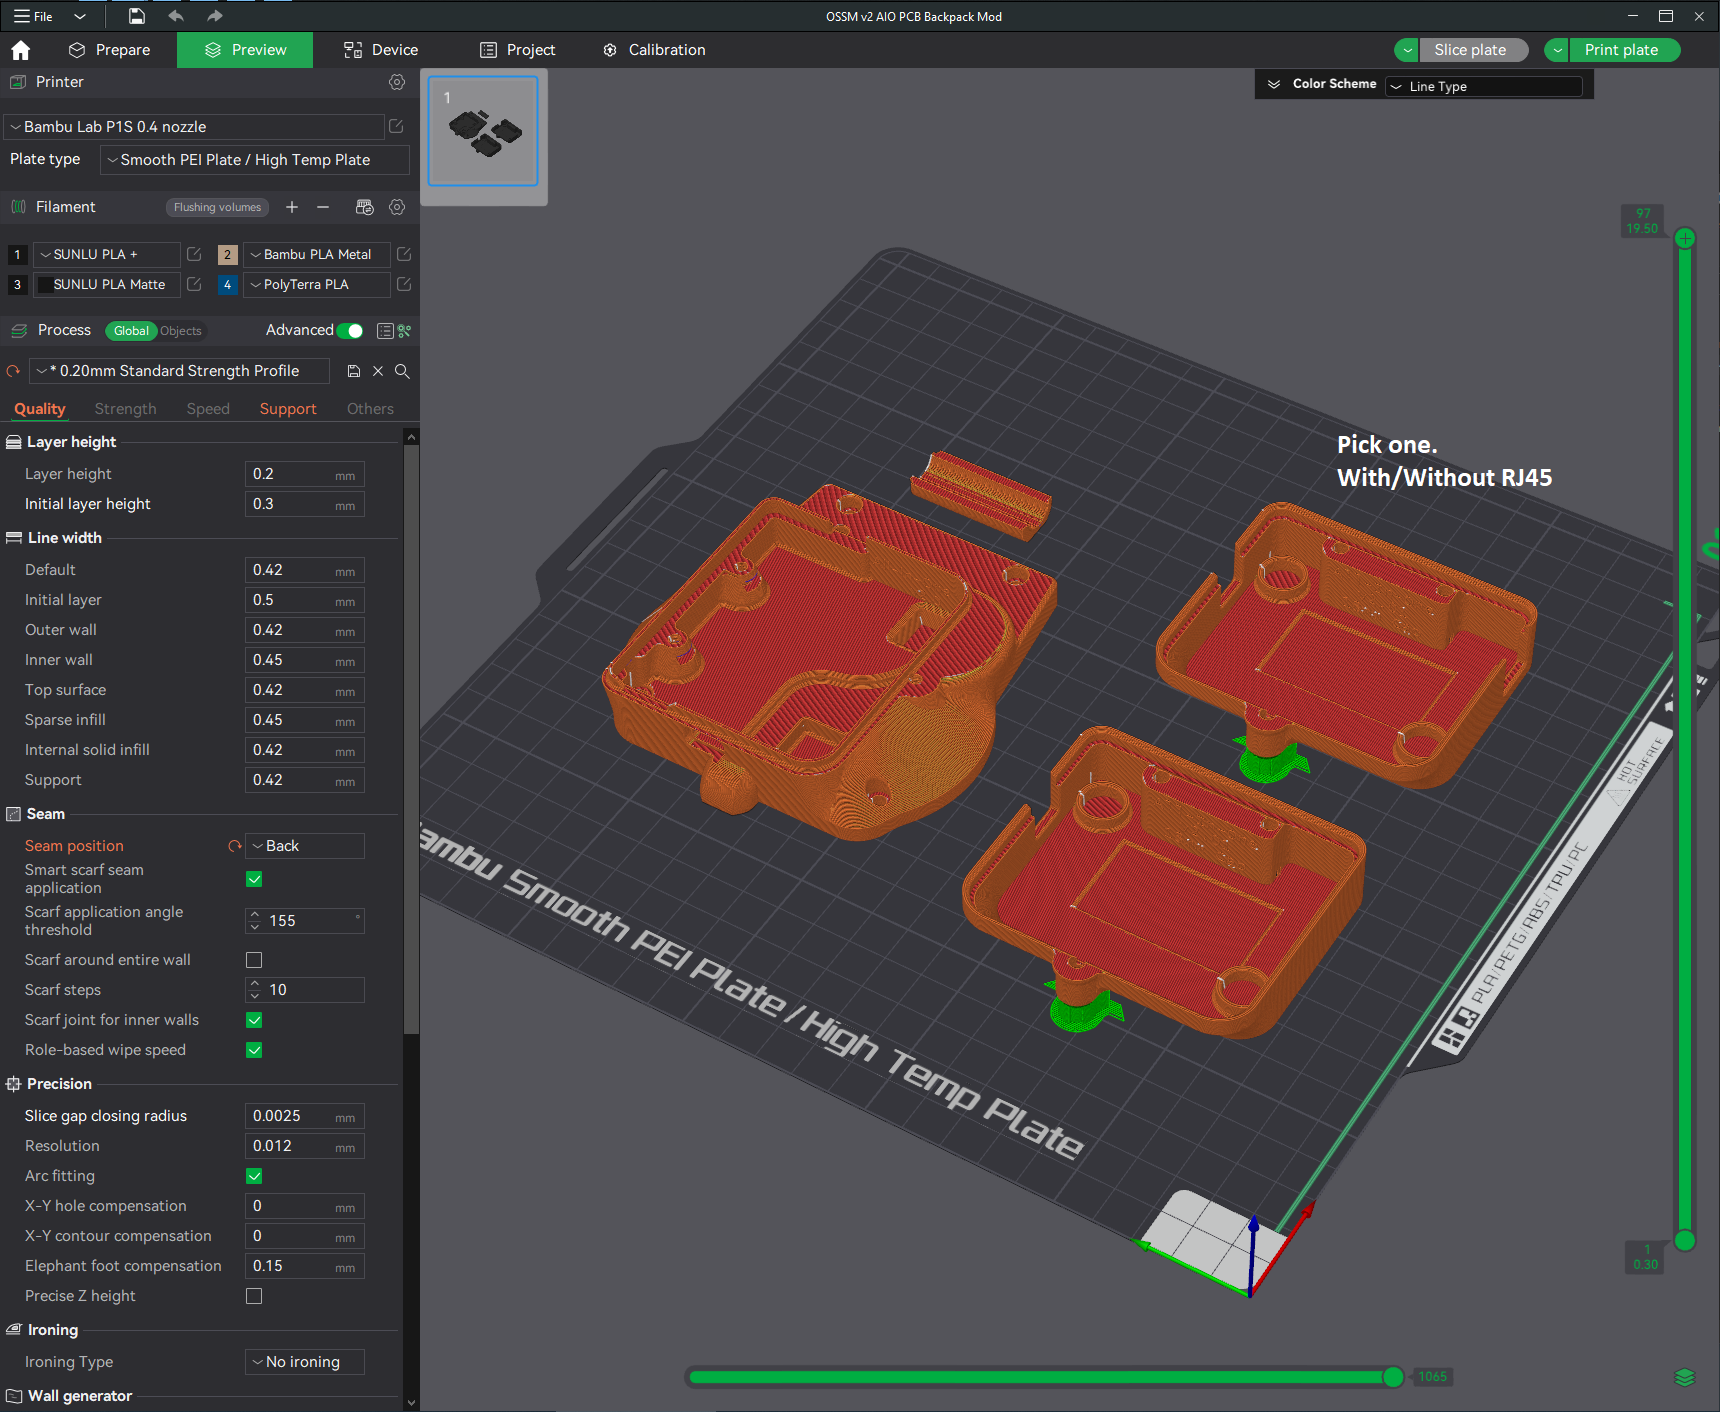 File
OSSM v2 AIO PCB Backpack Mod
Prepare
Preview
Device
Project
Calibration
Slice plate
Print plate
Printer
Bambu Lab P1S 0.4 nozzle
Plate type
Smooth PEI Plate / High Temp Plate
Filament
Flushing volumes
1 SUNLU PLA +
2 Bambu PLA Metal
3 SUNLU PLA Matte
4 PolyTerra PLA
Process
Global
Objects
Advanced
* 0.20mm Standard Strength Profile
Quality
Strength
Speed
Support
Others
Layer height
Layer height 0.2 mm
Initial layer height 0.3 mm
Line width
Default 0.42 mm
Initial layer 0.5 mm
Outer wall 0.42 mm
Inner wall 0.45 mm
Top surface 0.42 mm
Sparse infill 0.45 mm
Internal solid infill 0.42 mm
Support 0.42 mm
Seam
Seam position Back
Smart scarf seam
application
Scarf application angle
threshold
155 °
Scarf around entire wall
Scarf steps 10
Scarf joint for inner walls
Role-based wipe speed
Precision
Slice gap closing radius 0.0025 mm
Resolution 0.012 mm
Arc fitting
X-Y hole compensation 0 mm
X-Y contour compensation 0 mm
Elephant foot compensation 0.15 mm
Precise Z height
Ironing
Ironing Type No ironing
Wall generator
1
Color Scheme
Line Type
97
19.50
Pick one.
With/Without RJ45
HOT
SURFACE
PLA/PETG/ABS/TPU/PC
ambu Smooth PEI Plate / High Temp Plate
1
0.30
1065